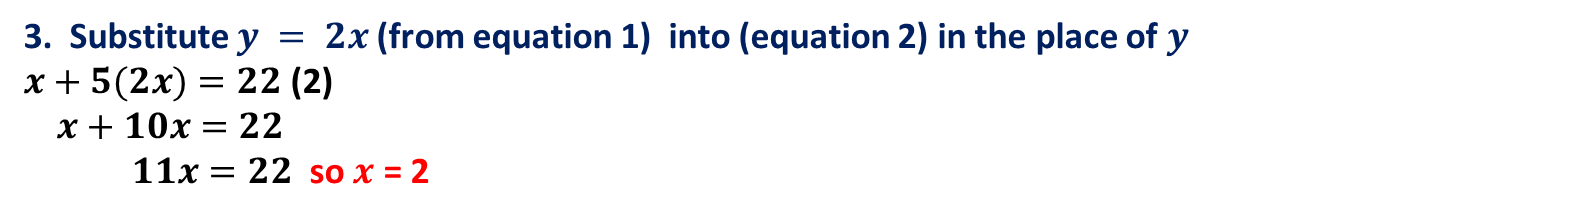 3. Substitute y = 2x (from equation 1) into (equation 2) in the place of y
x + 5(2x) = 22 (2)
x + 10x = 22
11x = 22 so x = 2